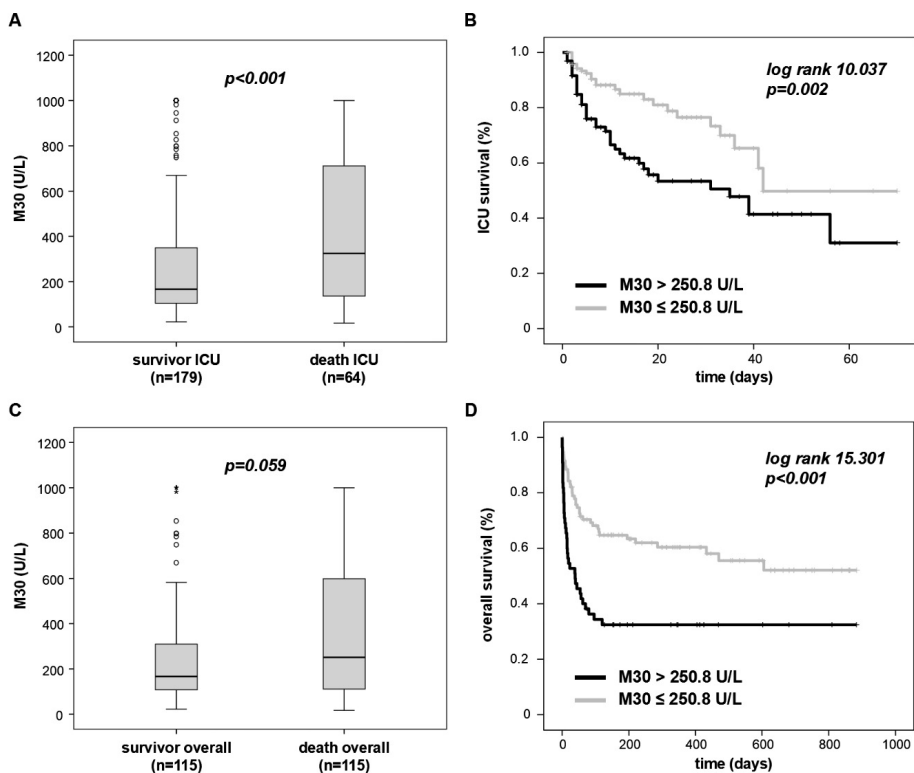 A
1200
1000
800
600
400
200
0
M30 (U/L)
p<0.001
survivor ICU
(n=179)
death ICU
(n=64)
B
1.0
0.8
0.6
0.4
0.2
0
ICU survival (%)
log rank 10.037
p=0.002
M30 > 250.8 U/L
M30 ≤ 250.8 U/L
0 20 40 60
time (days)
C
1200
1000
800
600
400
200
0
M30 (U/L)
p=0.059
survivor overall
(n=115)
death overall
(n=115)
D
1.0
0.8
0.6
0.4
0.2
0
overall survival (%)
log rank 15.301
p<0.001
M30 > 250.8 U/L
M30 ≤ 250.8 U/L
0 200 400 600 800 1000
time (days)